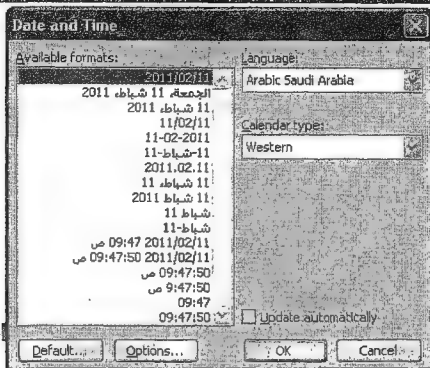 Date and Time
Available formats:
2011/02/11
الجمعة، 11 شباط، 2011
11 شباط، 2011
11/02/11
11-02-2011
11-شباط-11
2011.02.11
11 شباط، 11
11 شباط 2011
شباط 11
شباط-11
2011/02/11 09:47 ص
2011/02/11 09:47:50 ص
09:47:50 ص
9:47:50 ص
09:47
09:47:50
Language:
Arabic Saudi Arabia
Calendar type:
Western
Update automatically
Default...
Options...
OK
Cancel